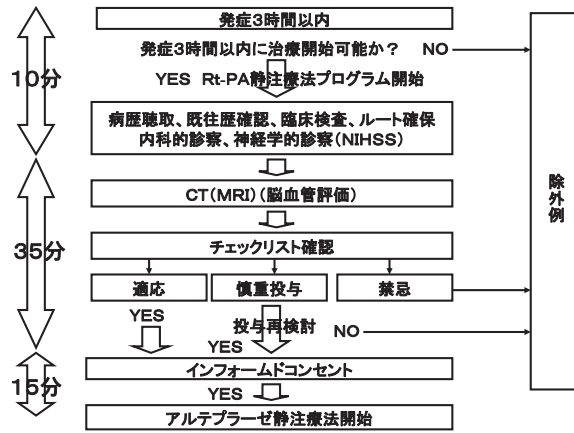 発症３時間以内
発症３時間以内に治療開始可能か？ NO
10分
YES Rt-PA静注療法プログラム開始
病歴聴取、既往歴確認、臨床検査、ルート確保
内科的診察、神経学的診察（NIHSS）
CT（MRI）（脳血管評価）
除外例
35分
チェックリスト確認
適応 慎重投与 禁忌
YES 投与再検討 NO
YES
インフォームドコンセント
15分
YES
アルテプラーゼ静注療法開始